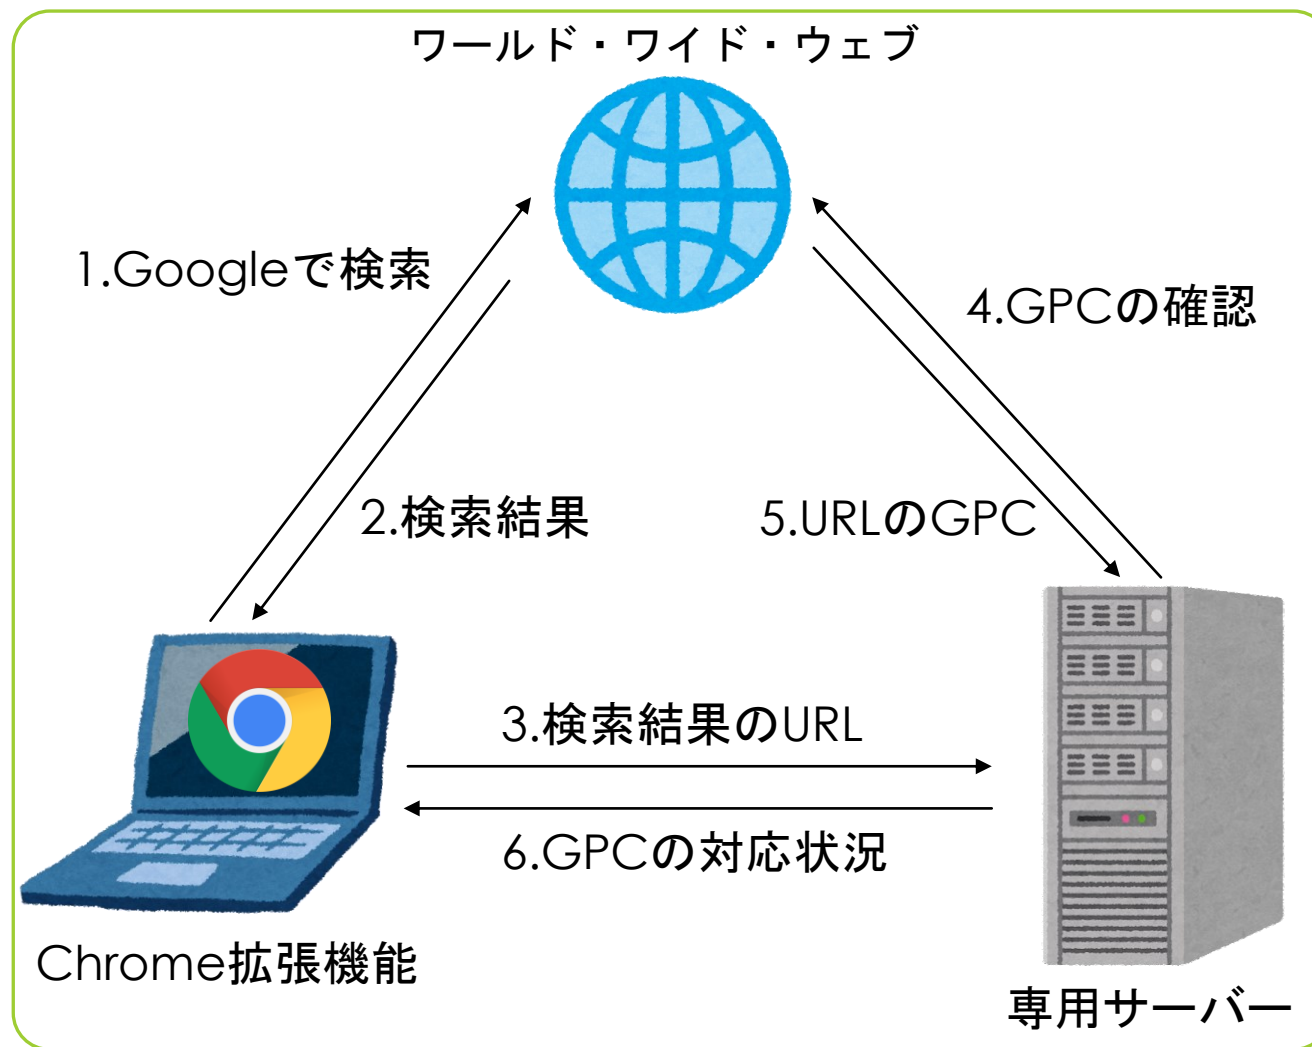 ワールド・ワイド・ウェブ
1.Googleで検索
4.GPCの確認
2.検索結果
5.URLのGPC
3.検索結果のURL
6.GPCの対応状況
Chrome拡張機能
専用サーバー